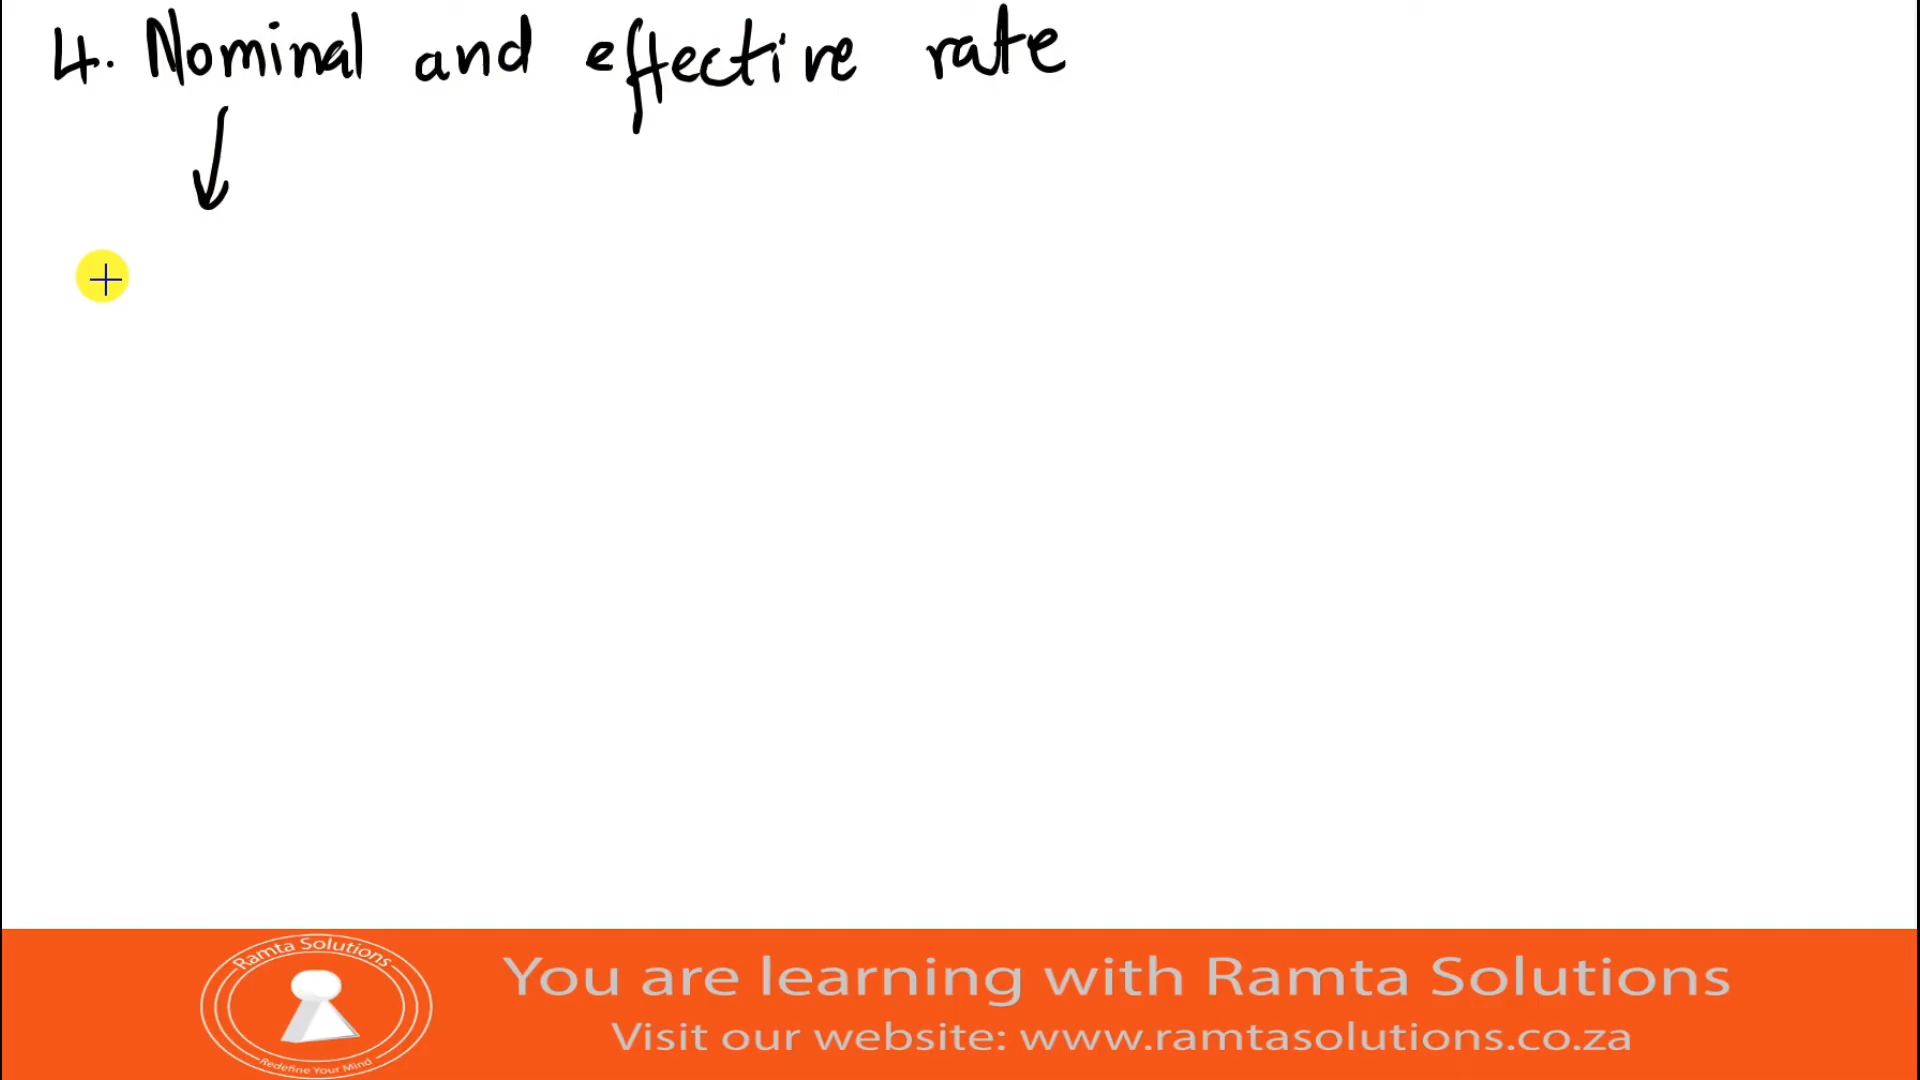 4. Nominal and effective rate
Ramta Solutions
Redefine Your Mind
You are learning with Ramta Solutions
Visit our website: www.ramtasolutions.co.za